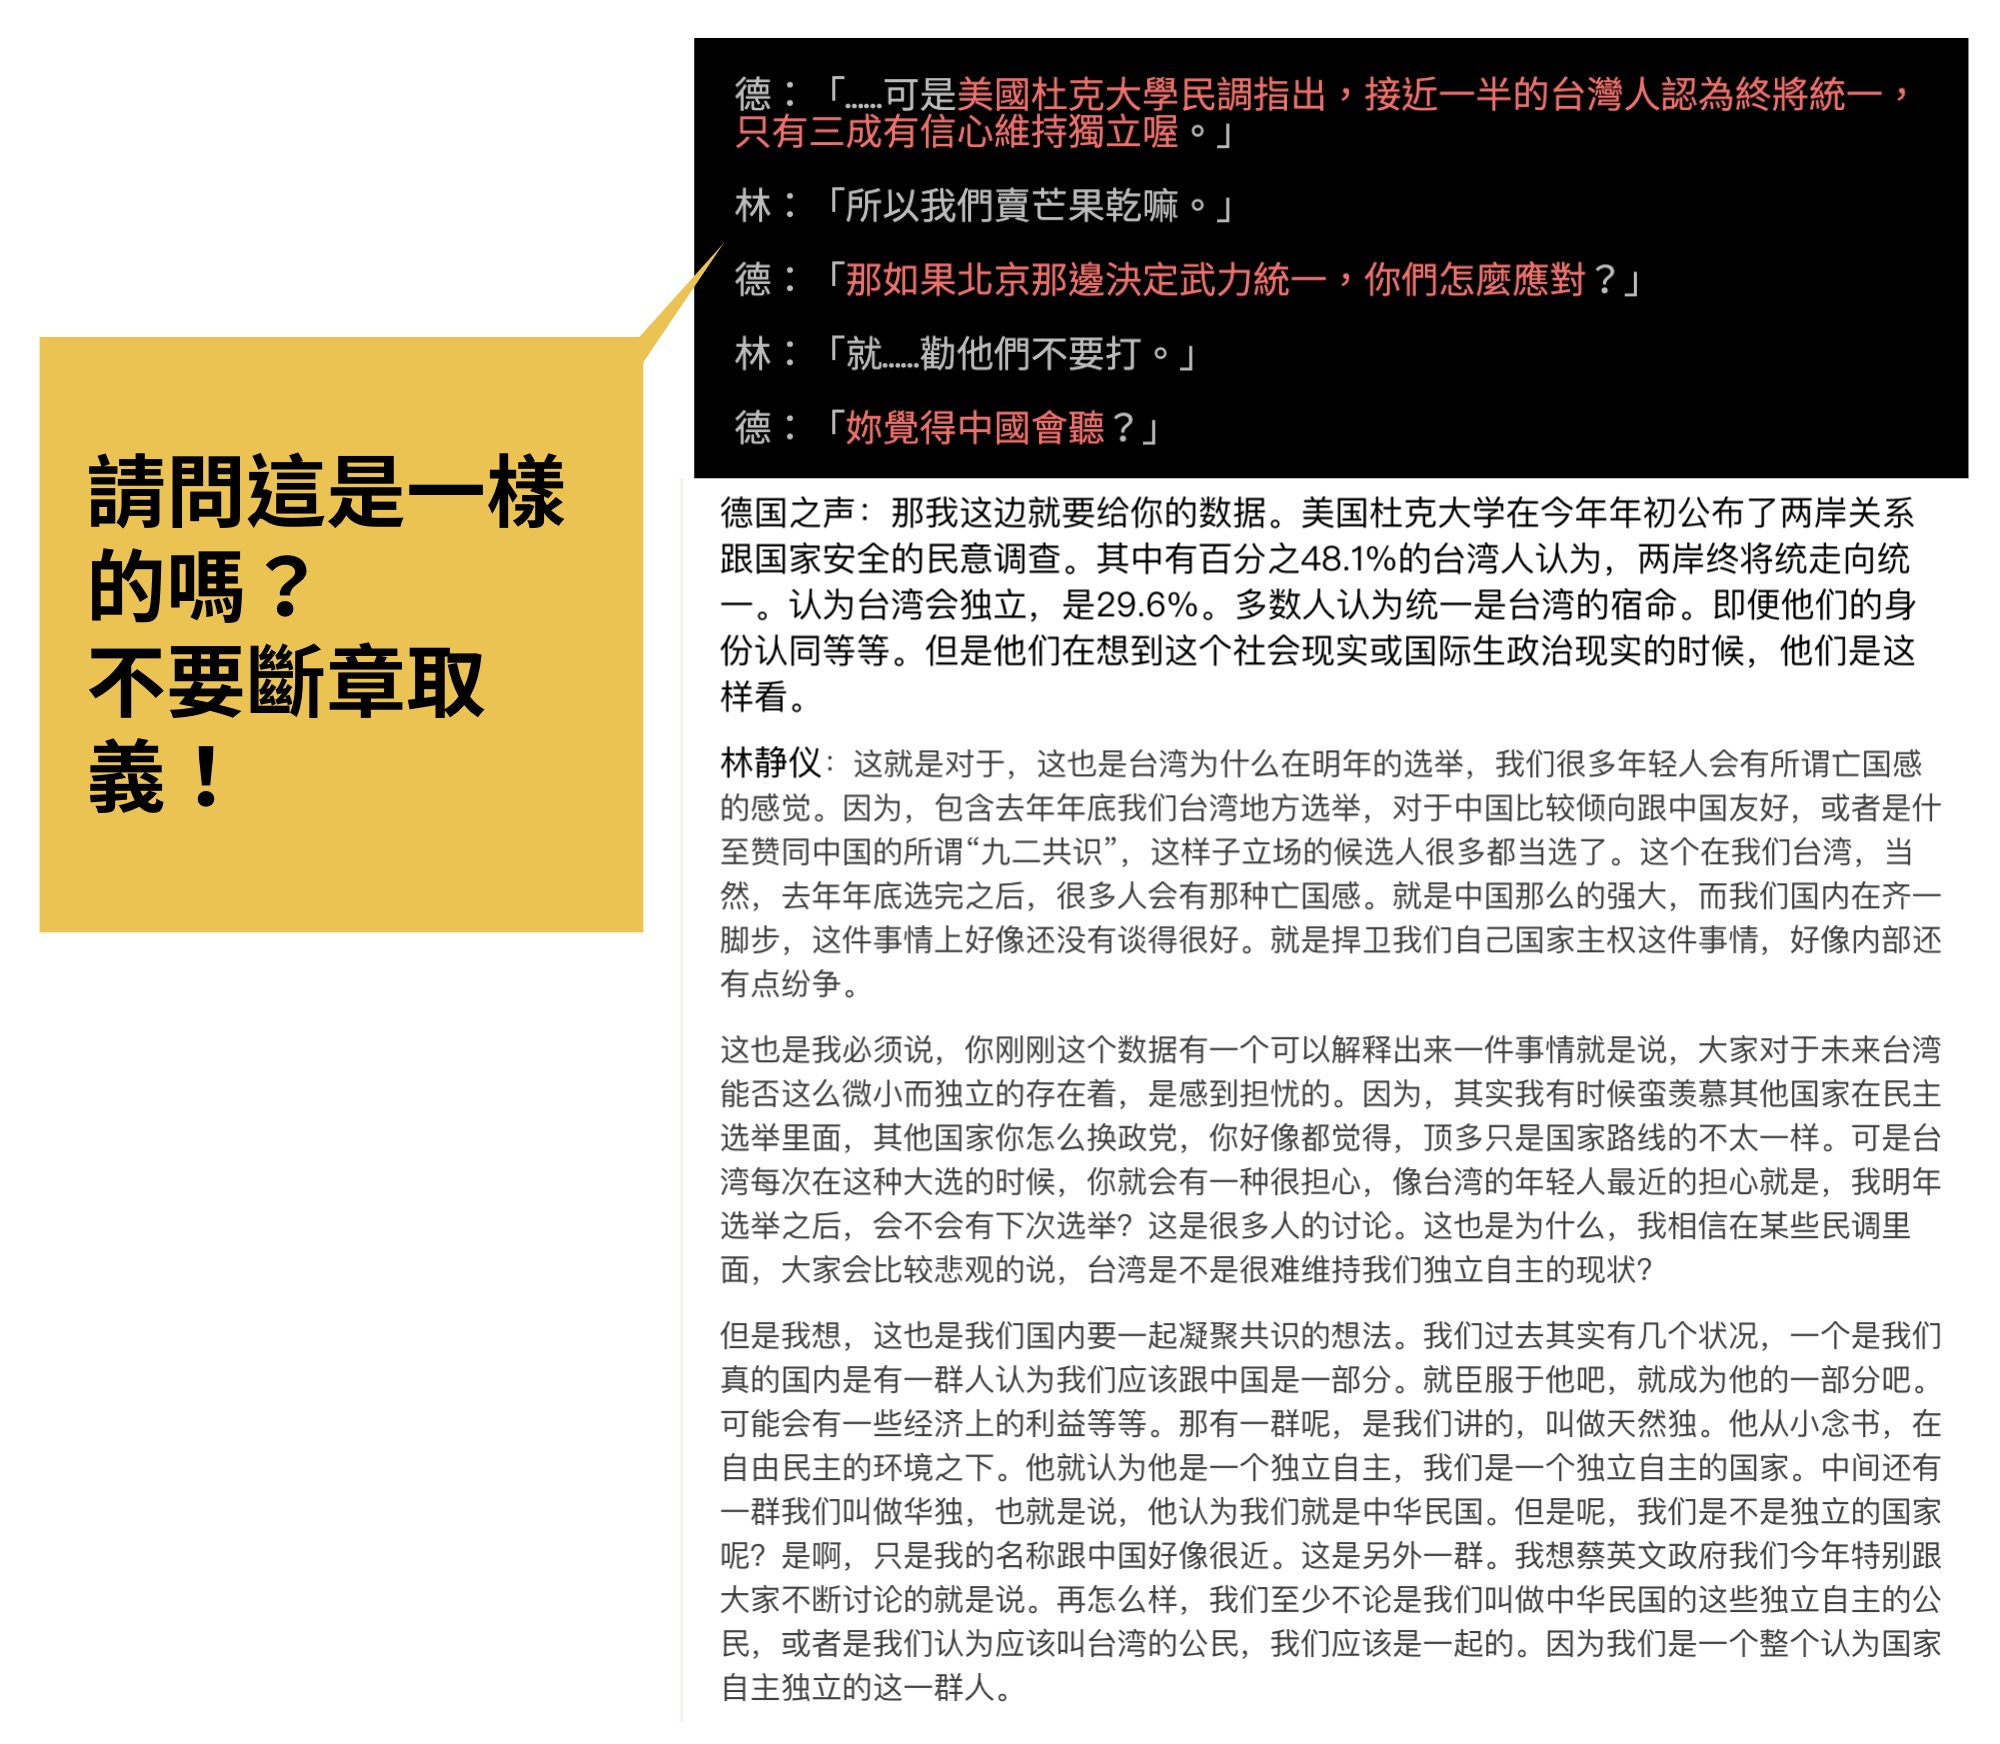 德：「……可是美國杜克大學民調指出，接近一半的台灣人認為終將統一，
只有三成有信心維持獨立喔。」
林：「所以我們賣芒果乾嘛。」
德：「那如果北京那邊決定武力統一，你們怎麼應對？」
林：「就……勸他們不要打。」
德：「妳覺得中國會聽？」
請問這是一樣
的嗎？
不要斷章取
義！
德国之声：那我这边就要给你的数据。美国杜克大学在今年年初公布了两岸关系
跟国家安全的民意调查。其中有百分之48.1%的台湾人认为，两岸终将统走向统
一。认为台湾会独立，是29.6%。多数人认为统一是台湾的宿命。即便他们的身
份认同等等。但是他们在想到这个社会现实或国际生政治现实的时候，他们是这
样看。
林静仪：这就是对于，这也是台湾为什么在明年的选举，我们很多年轻人会有所谓亡国感
的感觉。因为，包含去年年底我们台湾地方选举，对于中国比较倾向跟中国友好，或者是什
至赞同中国的所谓“九二共识”，这样子立场的候选人很多都当选了。这个在我们台湾，当
然，去年年底选完之后，很多人会有那种亡国感。就是中国那么的强大，而我们国内在齐一
脚步，这件事情上好像还没有谈得很好。就是捍卫我们自己国家主权这件事情，好像内部还
有点纷争。
这也是我必须说，你刚刚这个数据有一个可以解释出来一件事情就是说，大家对于未来台湾
能否这么微小而独立的存在着，是感到担忧的。因为，其实我有时候蛮羡慕其他国家在民主
选举里面，其他国家你怎么换政党，你好像都觉得，顶多只是国家路线的不太一样。可是台
湾每次在这种大选的时候，你就会有一种很担心，像台湾的年轻人最近的担心就是，我明年
选举之后，会不会有下次选举？这是很多人的讨论。这也是为什么，我相信在某些民调里
面，大家会比较悲观的说，台湾是不是很难维持我们独立自主的现状？
但是我想，这也是我们国内要一起凝聚共识的想法。我们过去其实有几个状况，一个是我们
真的国内是有一群人认为我们应该跟中国是一部分。就臣服于他吧，就成为他的一部分吧。
可能会有一些经济上的利益等等。那有一群呢，是我们讲的，叫做天然独。他从小念书，在
自由民主的环境之下。他就认为他是一个独立自主，我们是一个独立自主的国家。中间还有
一群我们叫做华独，也就是说，他认为我们就是中华民国。但是呢，我们是不是独立的国家
呢？是啊，只是我的名称跟中国好像很近。这是另外一群。我想蔡英文政府我们今年特别跟
大家不断讨论的就是说。再怎么样，我们至少不论是我们叫做中华民国的这些独立自主的公
民，或者是我们认为应该叫台湾的公民，我们应该是一起的。因为我们是一个整个认为国家
自主独立的这一群人。